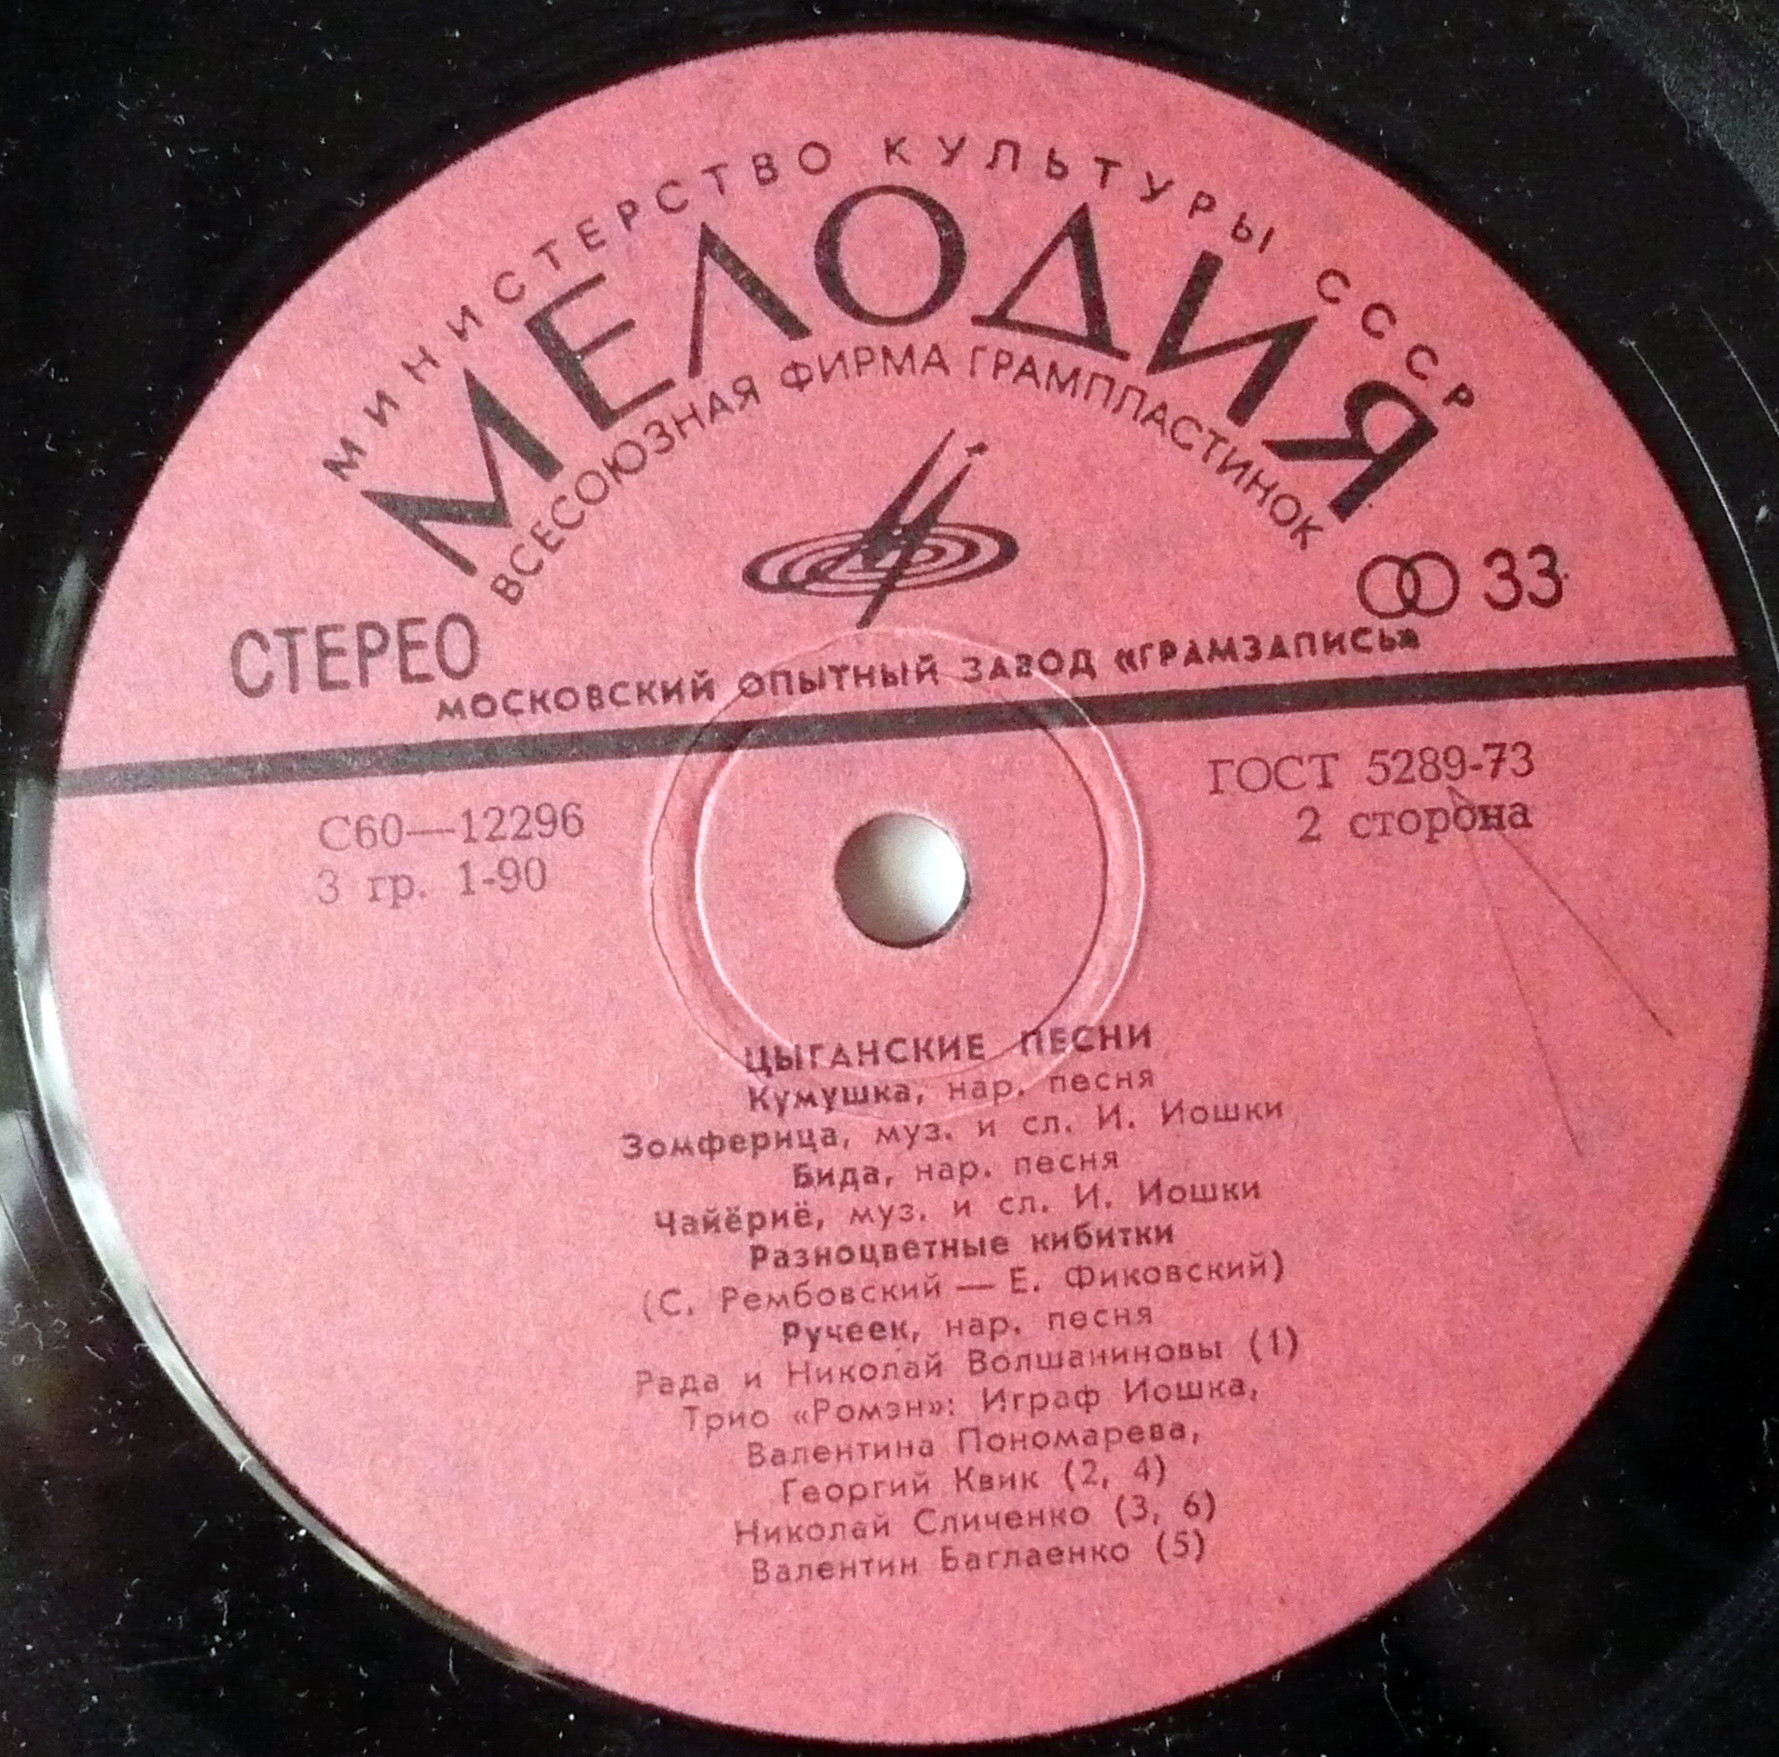 МИНИСТЕРСТВО КУЛЬТУРЫ СССР
МЕЛОДИЯ
ВСЕСОЮЗНАЯ ФИРМА ГРАМПЛАСТИНОК
СТЕРЕО
33
МОСКОВСКИЙ ОПЫТНЫЙ ЗАВОД «ГРАМЗАПИСЬ»
С60—12296
ГОСТ 5289-73
3 гр. 1-90
2 сторона
ЦЫГАНСКИЕ ПЕСНИ
Кумушка, нар. песня
Зомферица, муз. и сл. И. Йошки
Бида, нар. песня
Чайёриё, муз. и сл. И. Йошки
Разноцветные кибитки
(С. Рембовский — Е. Фиковский)
Ручеек, нар. песня
Рада и Николай Волшаниновы (1)
Трио «Ромэн»: Играф Йошка,
Валентина Пономарева,
Георгий Квик (2, 4)
Николай Сличенко (3, 6)
Валентин Баглаенко (5)